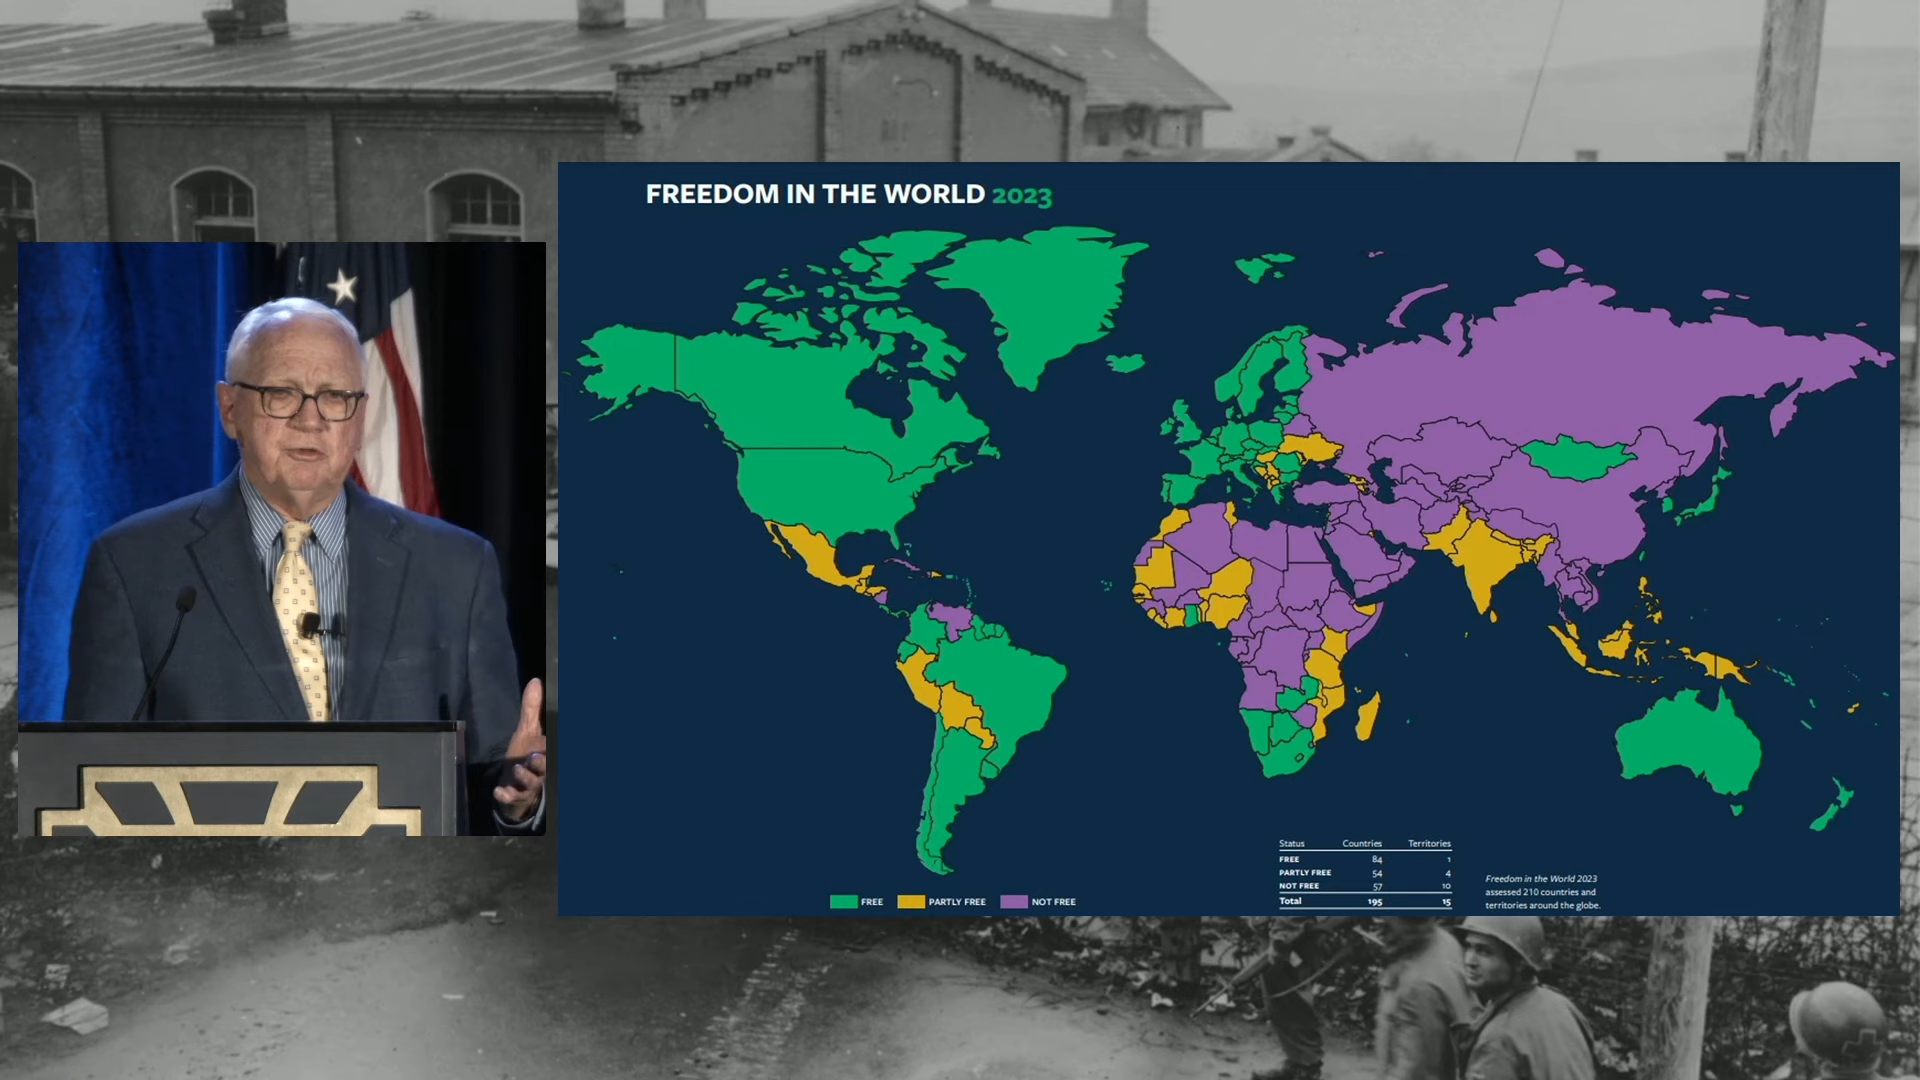 FREEDOM IN THE WORLD 2023
Status Countries Territories
FREE 84 1
PARTLY FREE 54 4
NOT FREE 57 10
Total 195 15
Freedom in the World 2023
assessed 210 countries and
territories around the globe.
FREE PARTLY FREE NOT FREE